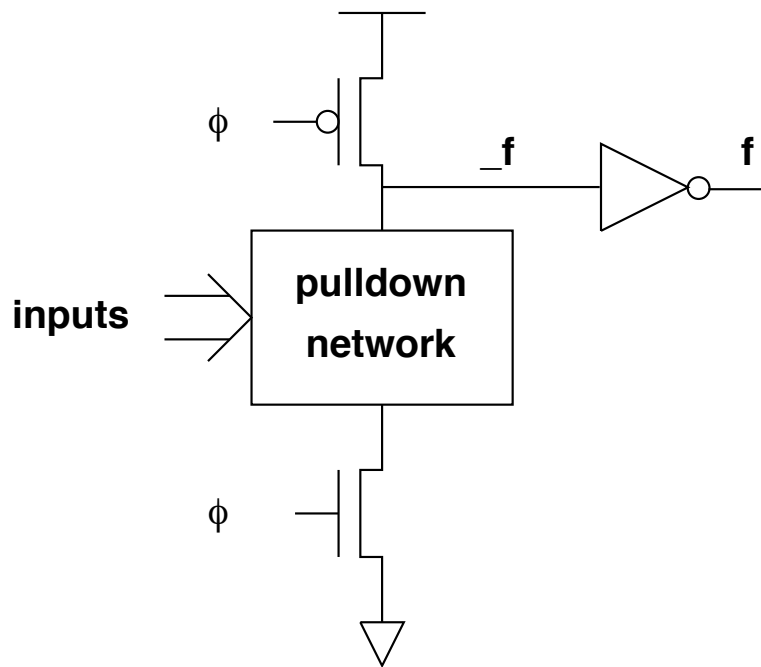 ϕ
_f
f
inputs
pulldown
network
ϕ